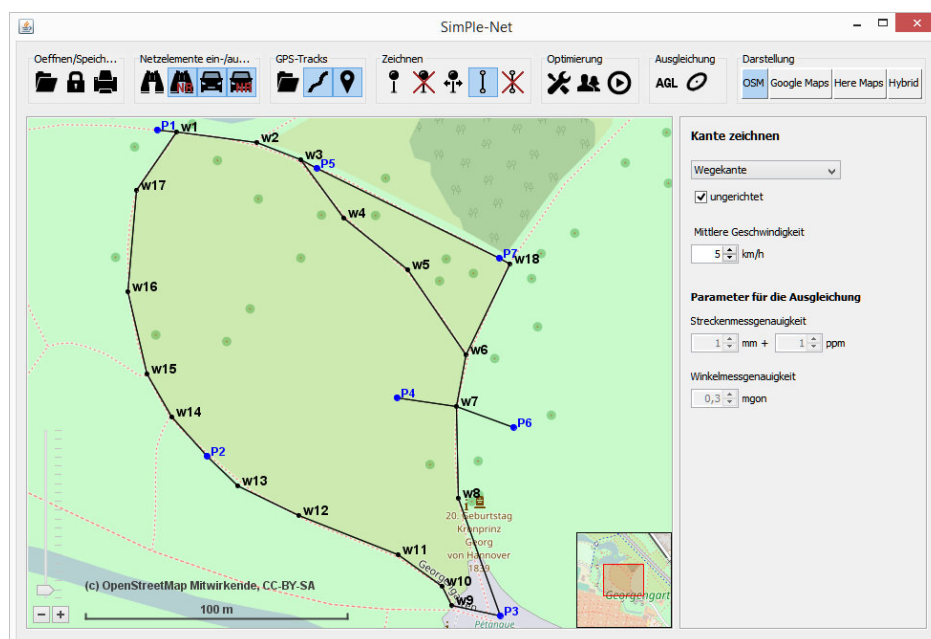 SimPle-Net
Oeffnen/Speich...
Netzelemente ein-/au...
GPS-Tracks
Zeichnen
Optimierung
Ausgleichung
Darstellung
NR
NR
AGL
OSM
Google Maps
Here Maps
Hybrid
P1
w1
w2
w3
P5
w17
w4
w5
P7
w18
w16
w6
w15
P4
w7
w14
P6
P2
w13
w8
w12
20. Geburtstag
Kronprinz
Georg
von Hannover
1839
w11
Georgengarten
w10
w9
P3
Petanque
(c) OpenStreetMap Mitwirkende, CC-BY-SA
100 m
Georgengart
Kante zeichnen
Wegekante
ungerichtet
Mittlere Geschwindigkeit
5 km/h
Parameter für die Ausgleichung
Streckenmessgenauigkeit
1 mm + 1 ppm
Winkelmessgenauigkeit
0,3 mgon